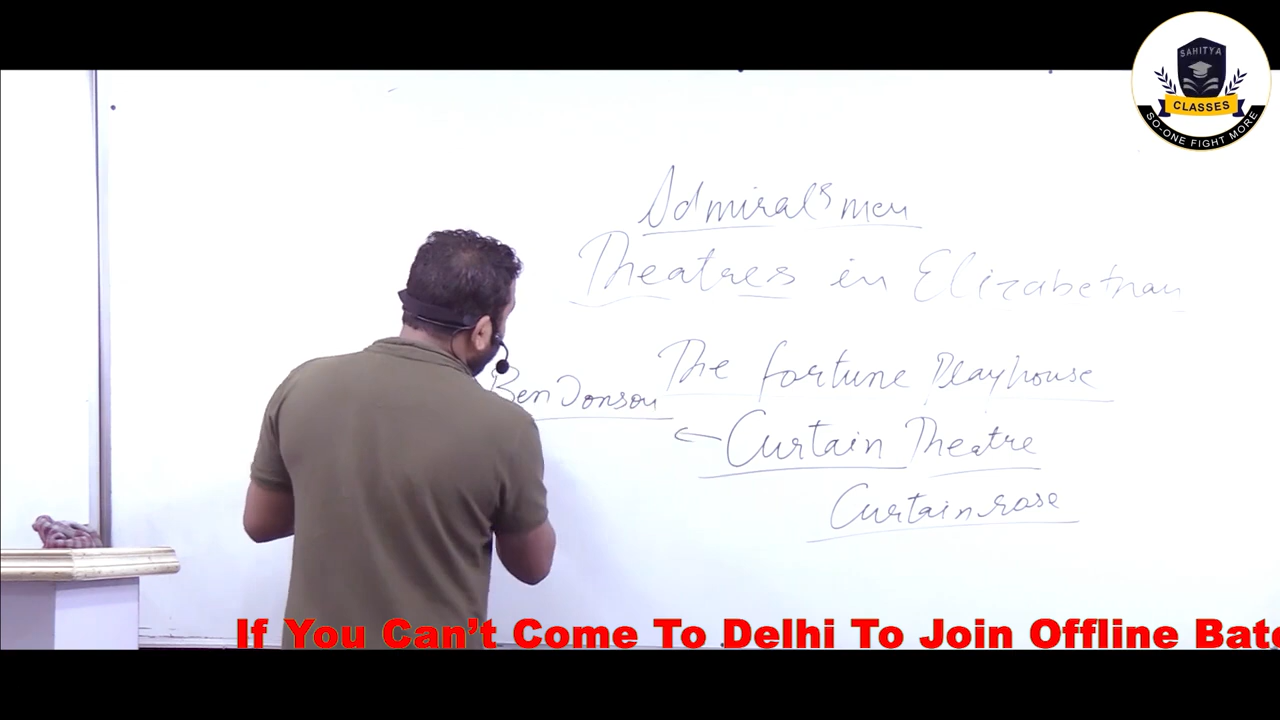 SAHITYA
CLASSES
SO-ONE FIGHT MORE
Admiral's men
Theatres in Elizabethan
The fortune Playhouse
Ben Jonson ← Curtain Theatre
Curtain rose
If You Can't Come To Delhi To Join Offline Batc